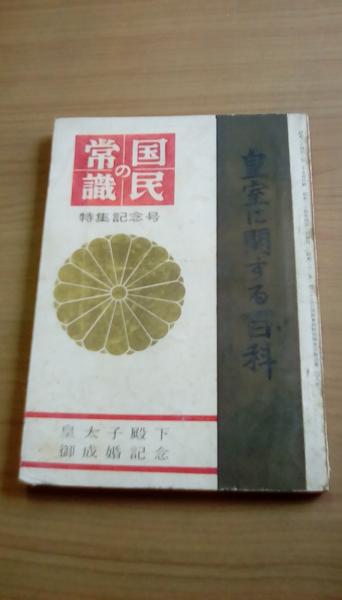 国民の常識
特集記念号
皇太子殿下
御成婚記念
皇室に関する百科